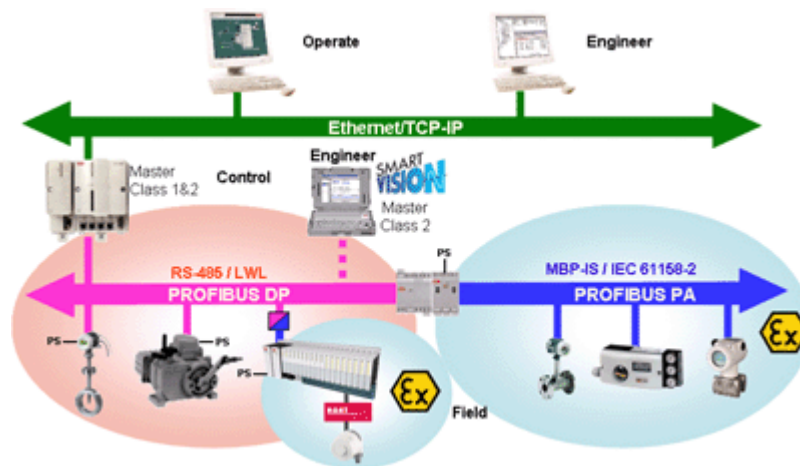 Operate
Engineer
Ethernet/TCP-IP
Master
Class 1&2
Control
Engineer
SMART
VISION
Master
Class 2
PS
RS-485 / LWL
MBP-IS / IEC 61158-2
PROFIBUS DP
PROFIBUS PA
PS
PS
PS
Ex
Ex
Field